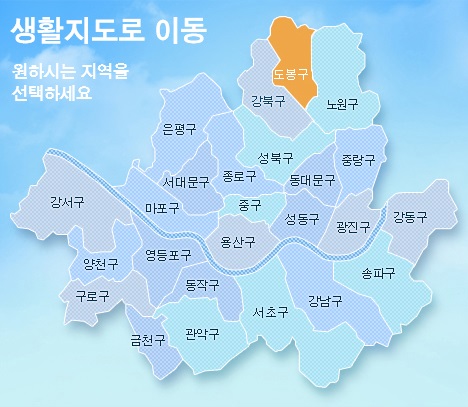 생활지도로 이동
원하시는 지역을
선택하세요
도봉구
강북구
노원구
은평구
성북구
중랑구
서대문구
종로구
동대문구
강서구
마포구
중구
성동구
광진구
강동구
용산구
양천구
영등포구
송파구
동작구
구로구
강남구
서초구
금천구
관악구